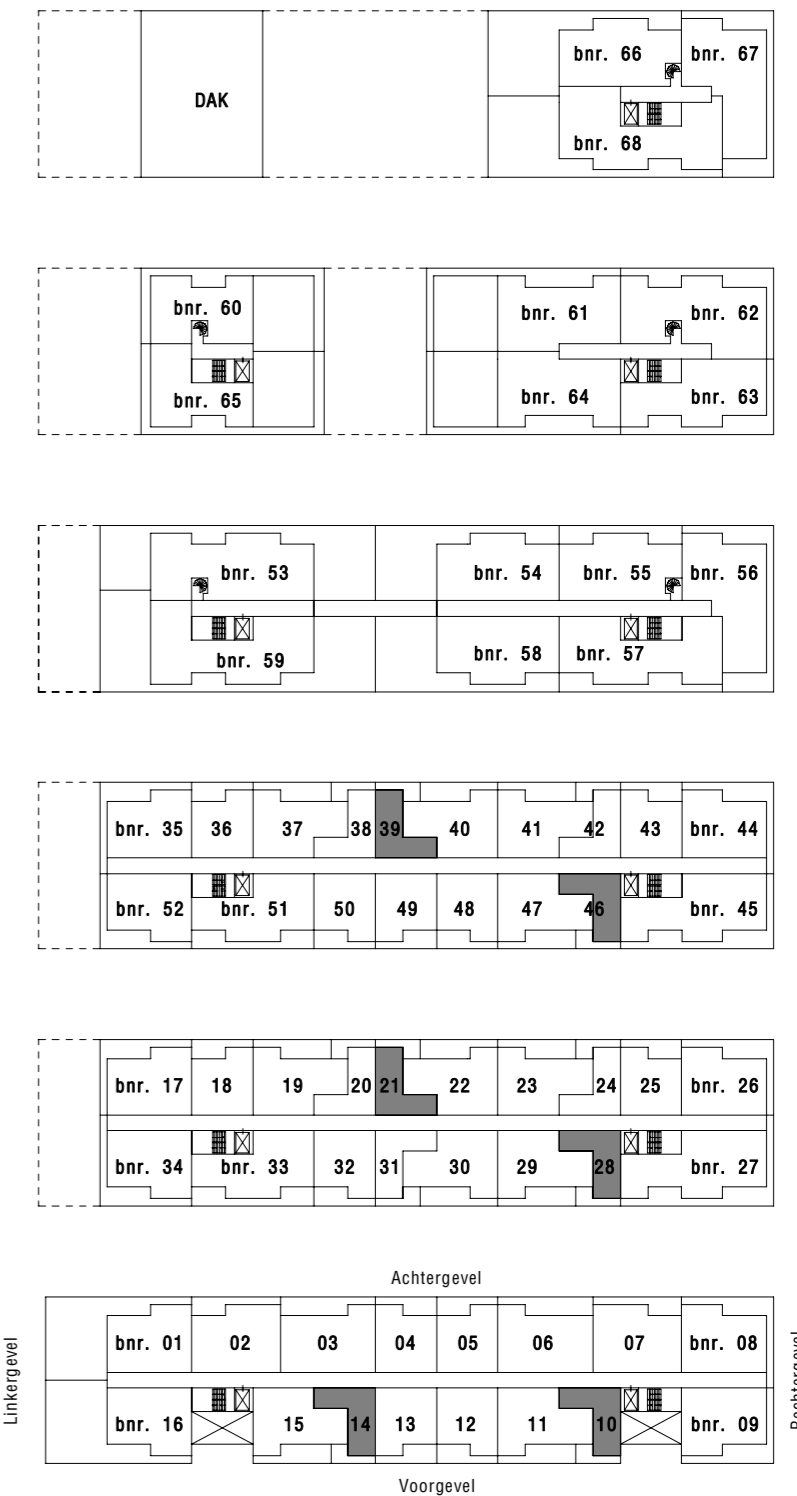 bnr. 66 bnr. 67
DAK
bnr. 68
bnr. 60 bnr. 61 bnr. 62
bnr. 65 bnr. 64 bnr. 63
bnr. 53 bnr. 54 bnr. 55 bnr. 56
bnr. 59 bnr. 58 bnr. 57
bnr. 35 36 37 38 39 40 41 42 43 bnr. 44
bnr. 52 bnr. 51 50 49 48 47 46 bnr. 45
bnr. 17 18 19 20 21 22 23 24 25 bnr. 26
bnr. 34 bnr. 33 32 31 30 29 28 bnr. 27
Achtergevel
bnr. 01 02 03 04 05 06 07 bnr. 08
Linkergevel
Rechtergevel
bnr. 16 15 14 13 12 11 10 bnr. 09
Voorgevel